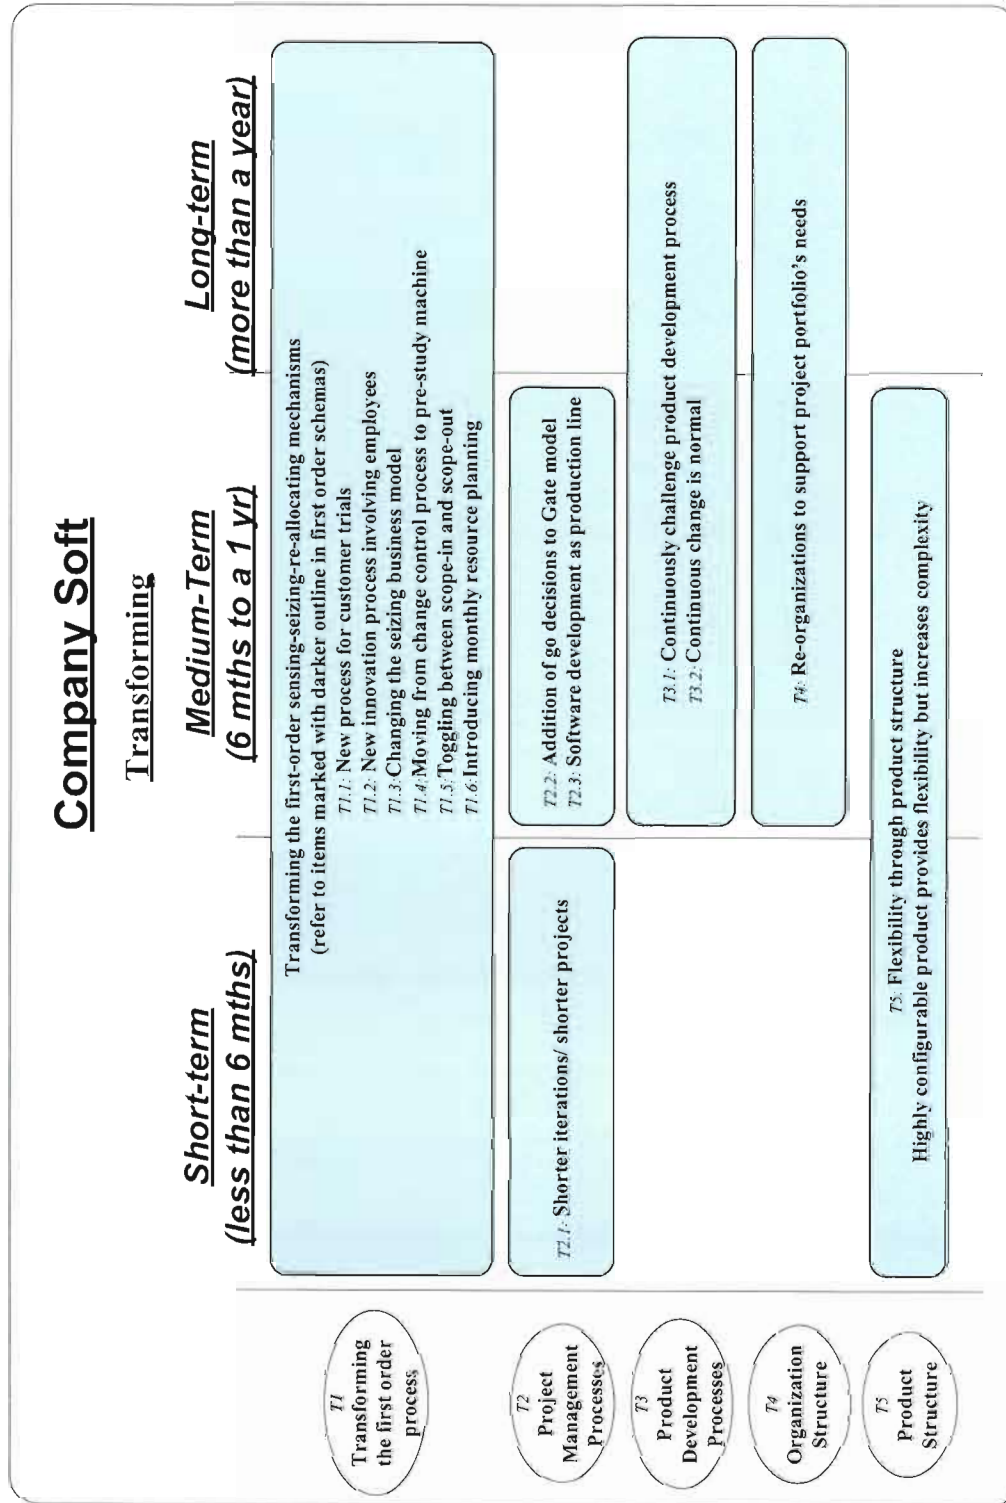 Company Soft
Transforming
Short-term
(less than 6 mths)
Medium-Term
(6 mths to a 1 yr)
Long-term
(more than a year)
T1
Transforming
the first order
process
Transforming the first-order sensing-seizing-re-allocating mechanisms
(refer to items marked with darker outline in first order schemas)
T1.1: New process for customer trials
T1.2: New innovation process involving employees
T1.3: Changing the seizing business model
T1.4: Moving from change control process to pre-study machine
T1.5: Toggling between scope-in and scope-out
T1.6: Introducing monthly resource planning
T2
Project
Management
Processes
T2.1: Shorter iterations/ shorter projects
T2.2: Addition of go decisions to Gate model
T2.3: Software development as production line
T3
Product
Development
Processes
T3.1: Continuously challenge product development process
T3.2: Continuous change is normal
T4
Organization
Structure
T4: Re-organizations to support project portfolio's needs
T5
Product
Structure
T5: Flexibility through product structure
Highly configurable product provides flexibility but increases complexity